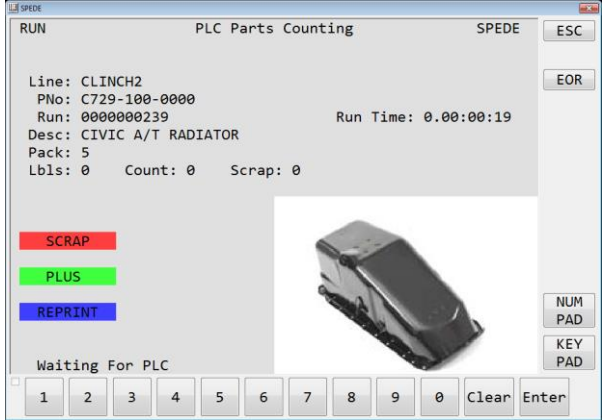 SPEDE
RUN PLC Parts Counting SPEDE
ESC
EOR
Line: CLINCH2
PNo: C729-100-0000
Run: 0000000239 Run Time: 0.00:00:19
Desc: CIVIC A/T RADIATOR
Pack: 5
Lbls: 0 Count: 0 Scrap: 0
SCRAP
PLUS
REPRINT
NUM
PAD
KEY
PAD
Waiting For PLC
1 2 3 4 5 6 7 8 9 0 Clear Enter